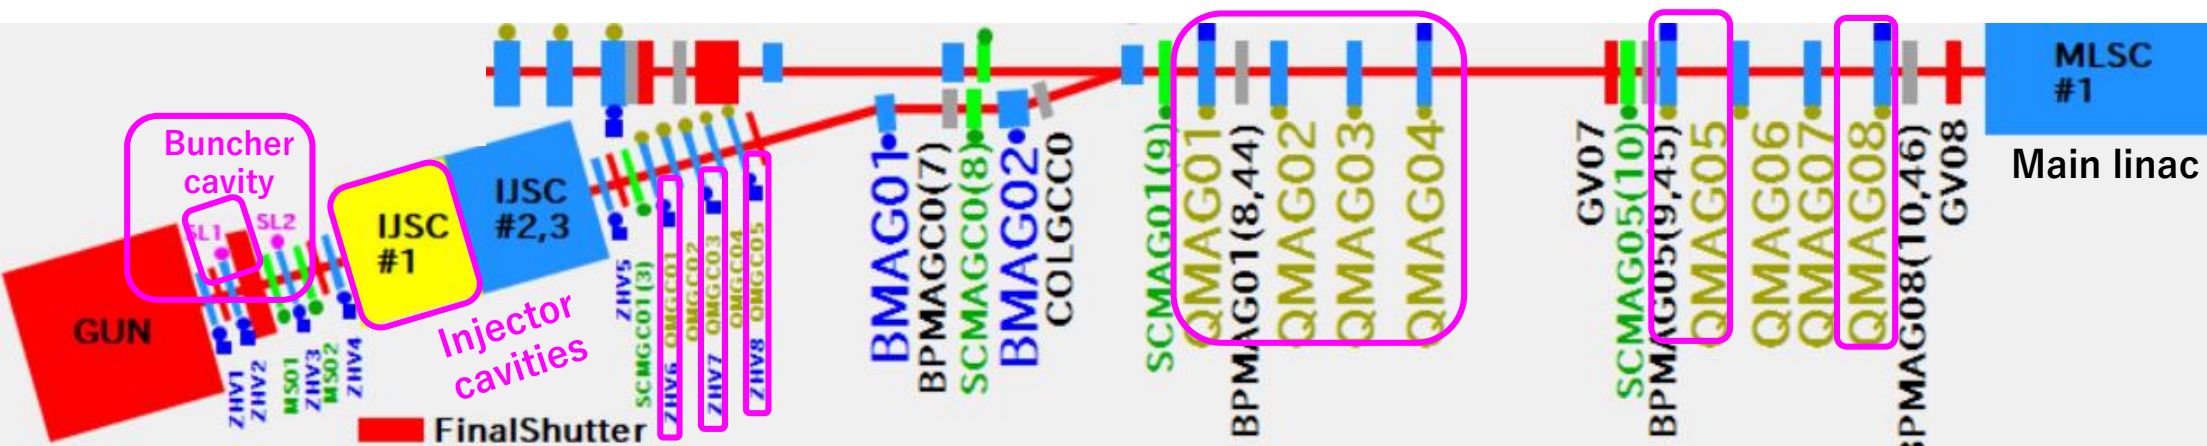 Buncher
cavity
SL1
SL2
GUN
IJSC
#1
IJSC
#2,3
Injector
cavities
ZHV1
ZHV2
MS01
ZHV3
MS02
ZHV4
FinalShutter
ZHV5
SCMGC01(3)
ZHV6 QMGC01
QMGC02
ZHV7 QMGC03
QMGC04
ZHV8 QMGC05
BMAG01
BPMAGC0(7)
SCMAGC0(8)
BMAG02
COLGCC0
SCMAG01(9)
QMAG01
BPMAG01(8,44)
QMAG02
QMAG03
QMAG04
GV07
SCMAG05(10)
BPMAG05(9,45)
QMAG05
QMAG06
QMAG07
QMAG08
BPMAG08(10,46)
GV08
MLSC
#1
Main linac